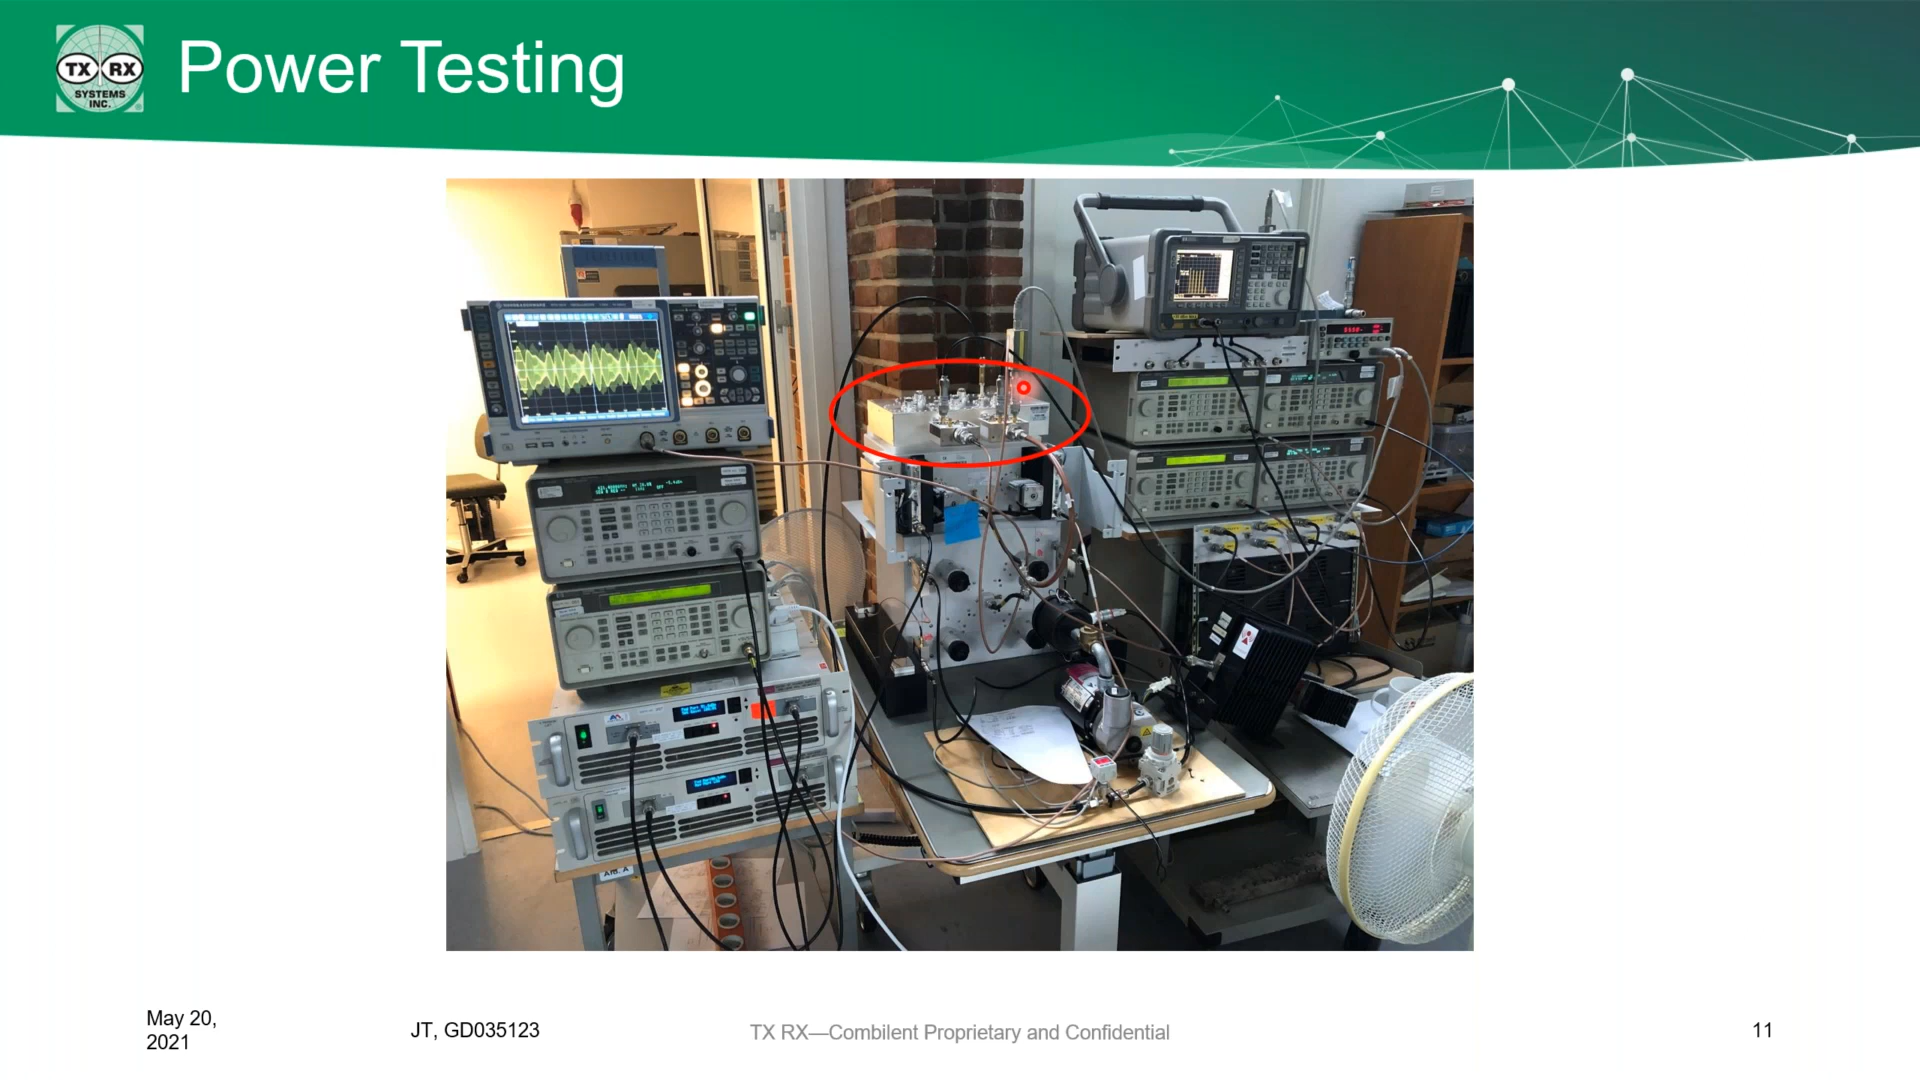 TX RX
SYSTEMS
INC.
Power Testing
May 20,
2021
JT, GD035123
TX RX—Combilent Proprietary and Confidential
11